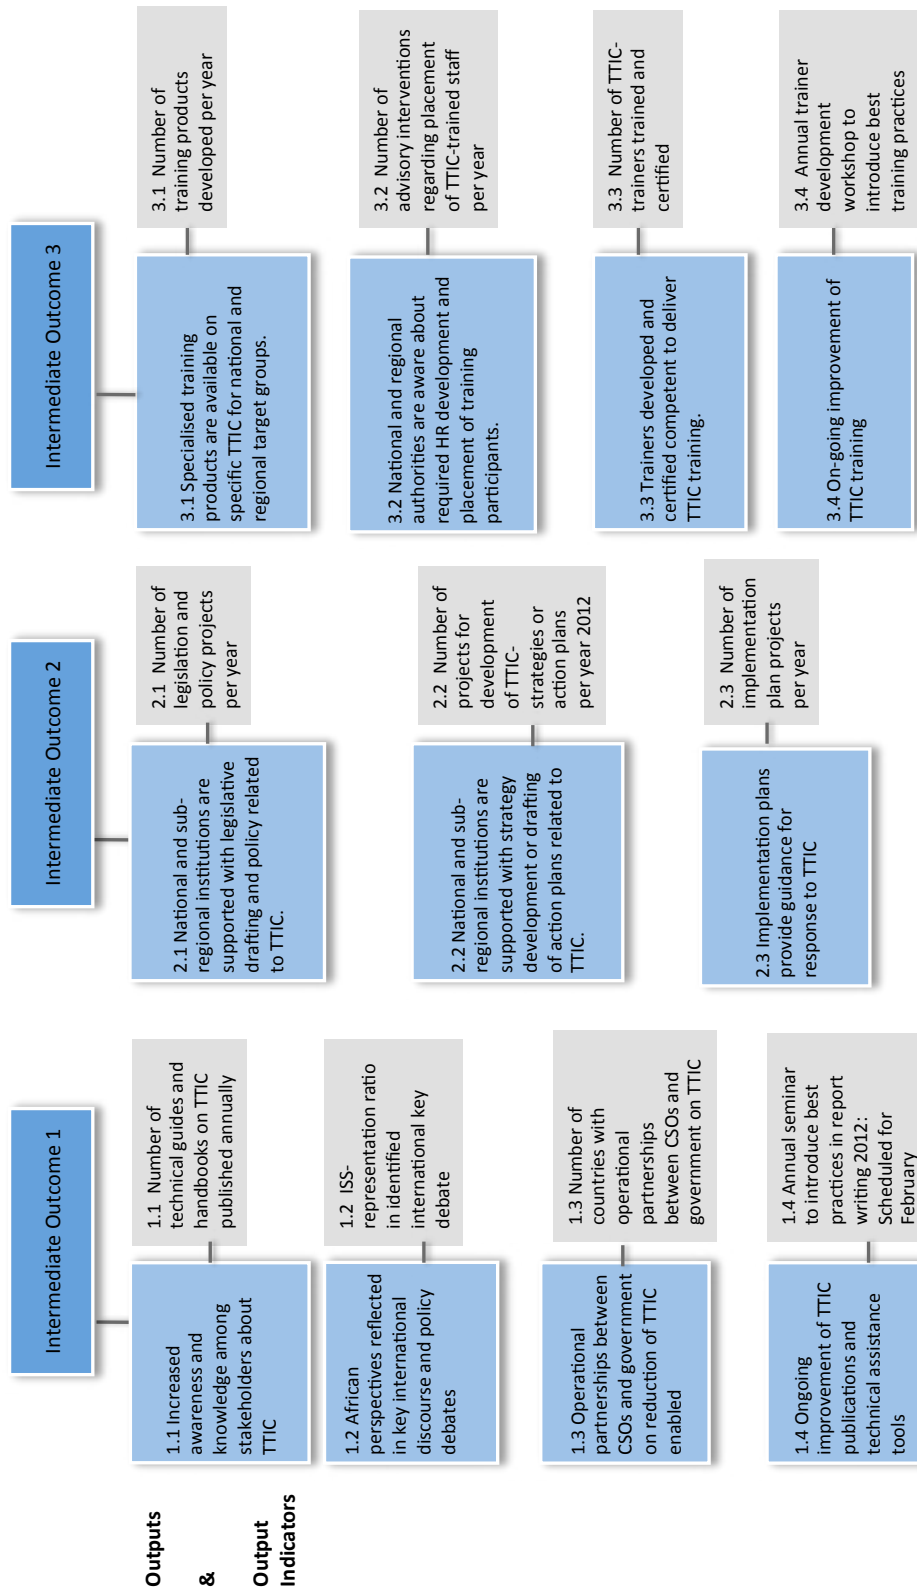 Outputs
&
Output
Indicators
Intermediate Outcome 1
1.1 Increased
awareness and
knowledge among
stakeholders about
TTIC
1.1  Number of
technical guides and
handbooks on TTIC
published annually
1.2 African
perspectives reflected
in key international
discourse and policy
debates
1.2  ISS-
representation ratio
in identified
international key
debate
1.3 Operational
partnerships between
CSOs and government
on reduction of TTIC
enabled
1.3 Number of
countries with
operational
partnerships
between CSOs and
government on TTIC
1.4 Ongoing
improvement of TTIC
publications and
technical assistance
tools
1.4 Annual seminar
to introduce best
practices in report
writing 2012:
Scheduled for
February
Intermediate Outcome 2
2.1 National and sub-
regional institutions are
supported with legislative
drafting and policy related
to TTIC.
2.1  Number of
legislation and
policy projects
per year
2.2 National and sub-
regional institutions are
supported with strategy
development or drafting
of action plans related to
TTIC.
2.2  Number of
projects for
development
of TTIC-
strategies or
action plans
per year 2012
2.3 Implementation plans
provide guidance for
response to TTIC
2.3  Number of
implementation
plan projects
per year
Intermediate Outcome 3
3.1 Specialised training
products are available on
specific TTIC for national and
regional target groups.
3.1  Number of
training products
developed per year
3.2 National and regional
authorities are aware about
required HR development and
placement of training
participants.
3.2  Number of
advisory interventions
regarding placement
of TTIC-trained staff
per year
3.3 Trainers developed and
certified competent to deliver
TTIC training.
3.3  Number of TTIC-
trainers trained and
certified
3.4 On-going improvement of
TTIC training
3.4  Annual trainer
development
workshop to
introduce best
training practices